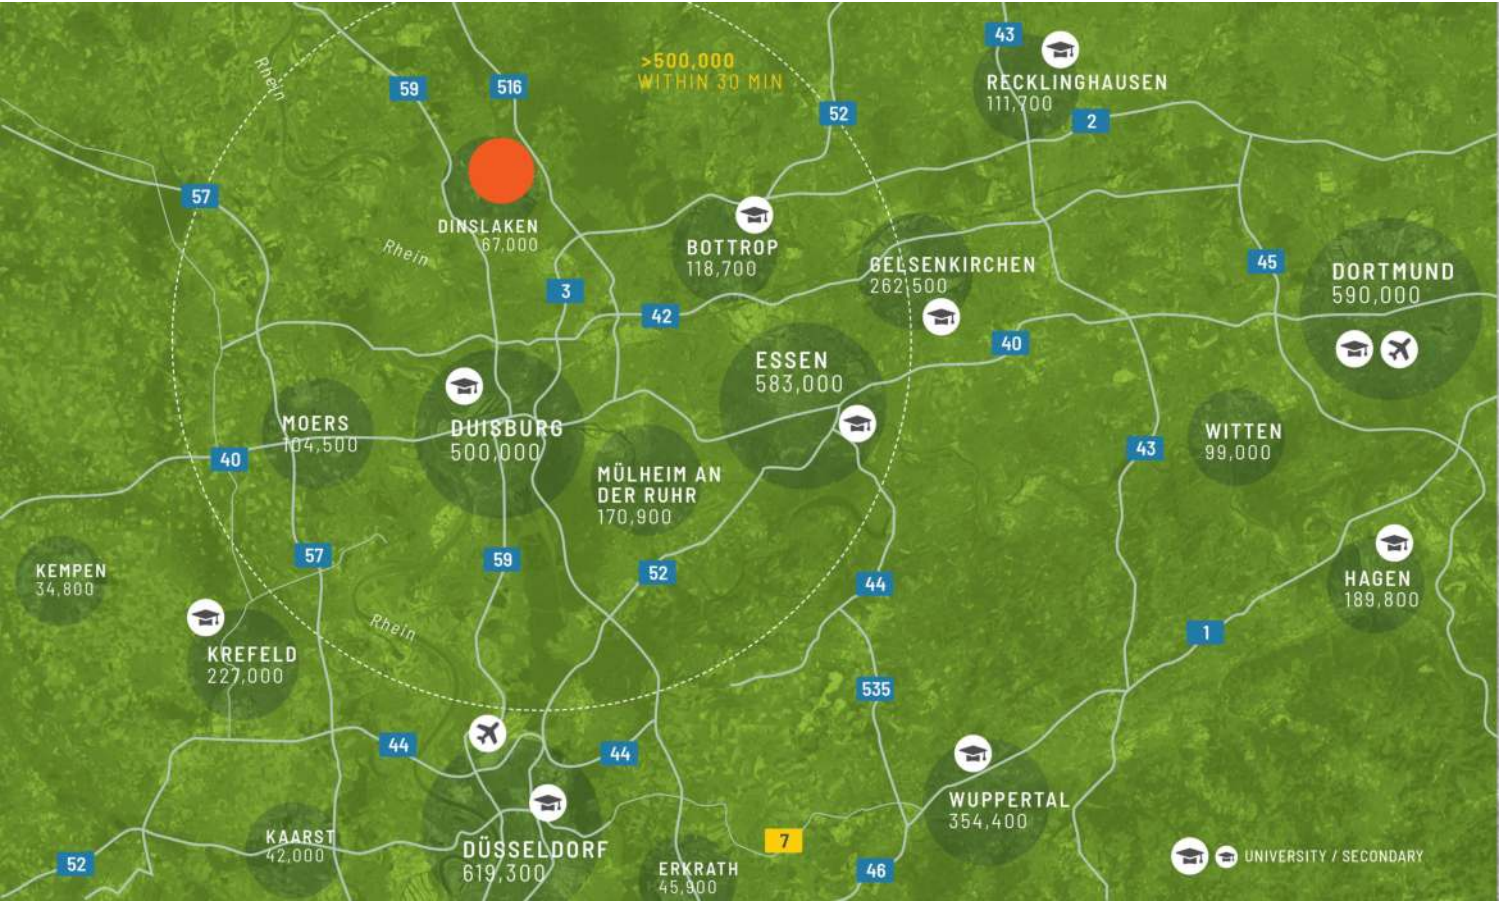 43
59
516
>500,000
WITHIN 30 MIN
Rhein
RECKLINGHAUSEN
111,700
52
2
57
DINSLAKEN
67,000
Rhein
BOTTROP
118,700
GELSENKIRCHEN
262,500
45
DORTMUND
590,000
3
42
40
ESSEN
583,000
MOERS
104,500
DUISBURG
500,000
40
MÜLHEIM AN
DER RUHR
170,900
43
WITTEN
99,000
57
59
52
44
KEMPEN
34,800
HAGEN
189,800
Rhein
KREFELD
227,000
1
535
44
44
WUPPERTAL
354,400
KAARST
42,000
DÜSSELDORF
619,300
7
ERKRATH
45,900
52
46
UNIVERSITY / SECONDARY